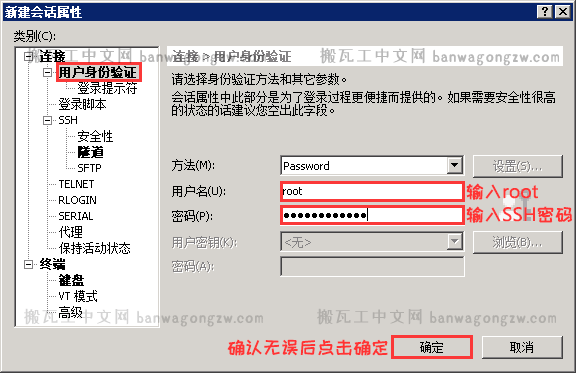 新建会话属性
类别(C):
连接
用户身份验证
登录提示符
登录脚本
SSH
安全性
隧道
SFTP
TELNET
RLOGIN
SERIAL
代理
保持活动状态
终端
键盘
VT 模式
高级
搬瓦工中文网 banwagongzw.com
搬瓦工中文网 banwagongzw.com
连接 > 用户身份验证
请选择身份验证方法和其它参数。
会话属性中此部分是为了登录过程更便捷而提供的。如果需要安全性很高
的状态的话建议您空出此字段。
方法(M): Password 设置(S)...
用户名(U): root 输入root
密码(P): ●●●●●●●●●●●● 输入SSH密码
用户密钥(K): <无> 浏览(B)...
密码(A):
搬瓦工中文网 banwagongzw.com
搬瓦工中文网 banwagongzw.com
确认无误后点击确定 确定 取消